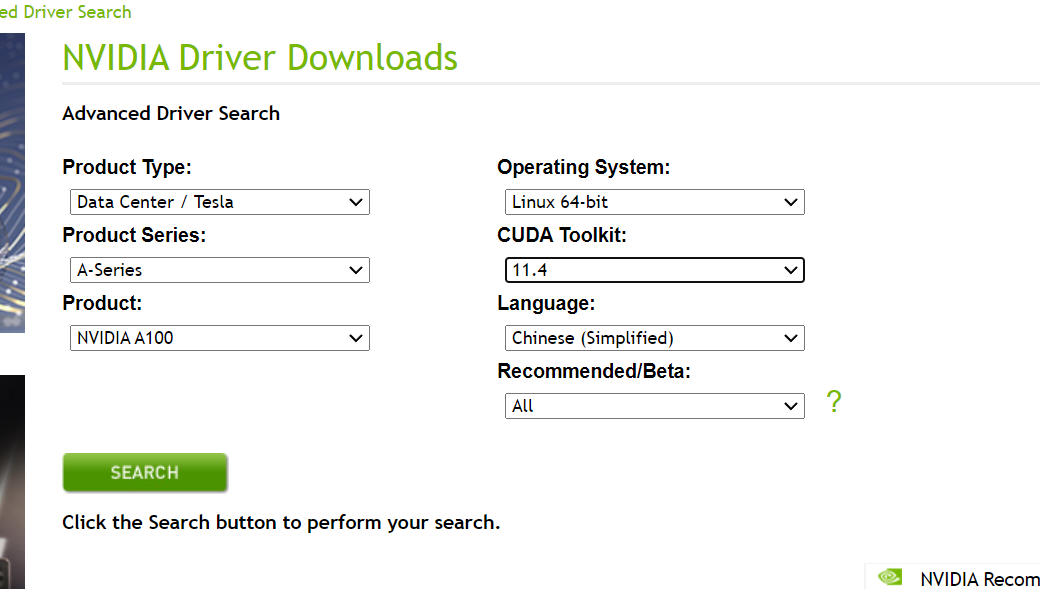 ed Driver Search
NVIDIA Driver Downloads
Advanced Driver Search
Product Type:
Data Center / Tesla
Product Series:
A-Series
Product:
NVIDIA A100
Operating System:
Linux 64-bit
CUDA Toolkit:
11.4
Language:
Chinese (Simplified)
Recommended/Beta:
All
?
SEARCH
Click the Search button to perform your search.
NVIDIA Recom